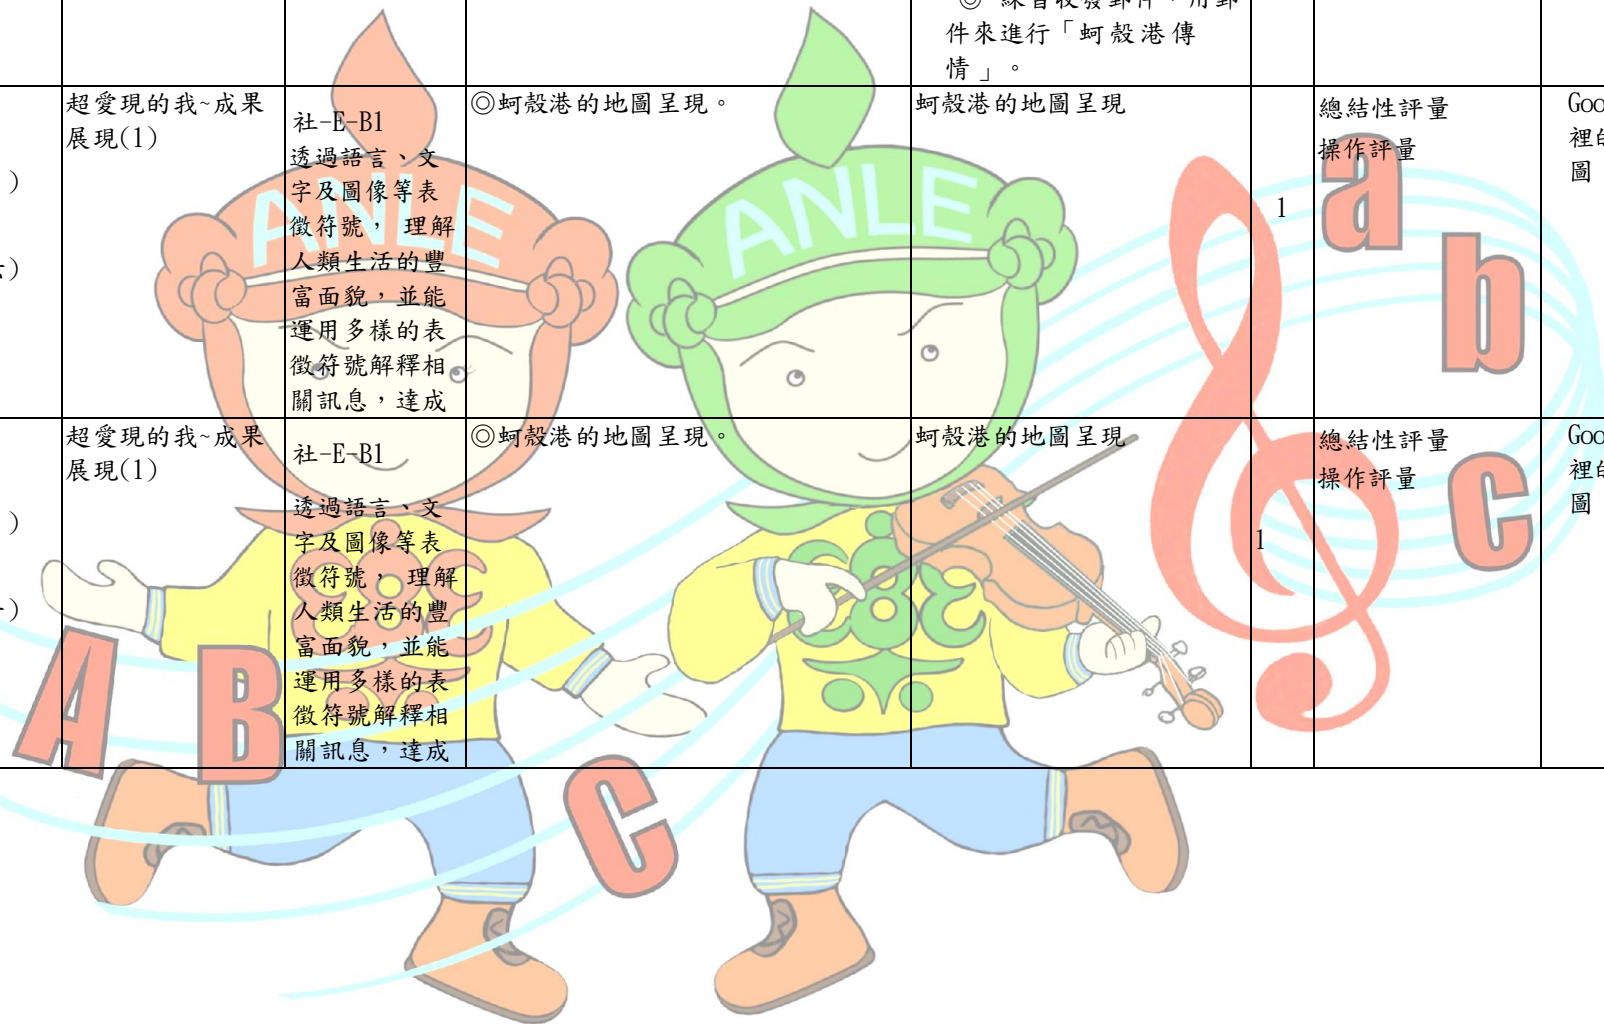 件來進行「蚵殼港傳
情」。
超愛現的我~成果
展現(1)
社-E-B1
透過語言、文
字及圖像等表
徵符號， 理解
人類生活的豐
富面貌，並能
運用多樣的表
徵符號解釋相
關訊息，達成
◎蚵殼港的地圖呈現。
蚵殼港的地圖呈現
1
總結性評量
操作評量
Goo
裡的
圖
）
）
超愛現的我~成果
展現(1)
社-E-B1
透過語言、文
字及圖像等表
徵符號， 理解
人類生活的豐
富面貌，並能
運用多樣的表
徵符號解釋相
關訊息，達成
◎蚵殼港的地圖呈現。
蚵殼港的地圖呈現
1
總結性評量
操作評量
Goo
裡的
圖
）
）
ANLE
ANLE
a
b
c
A
B
C